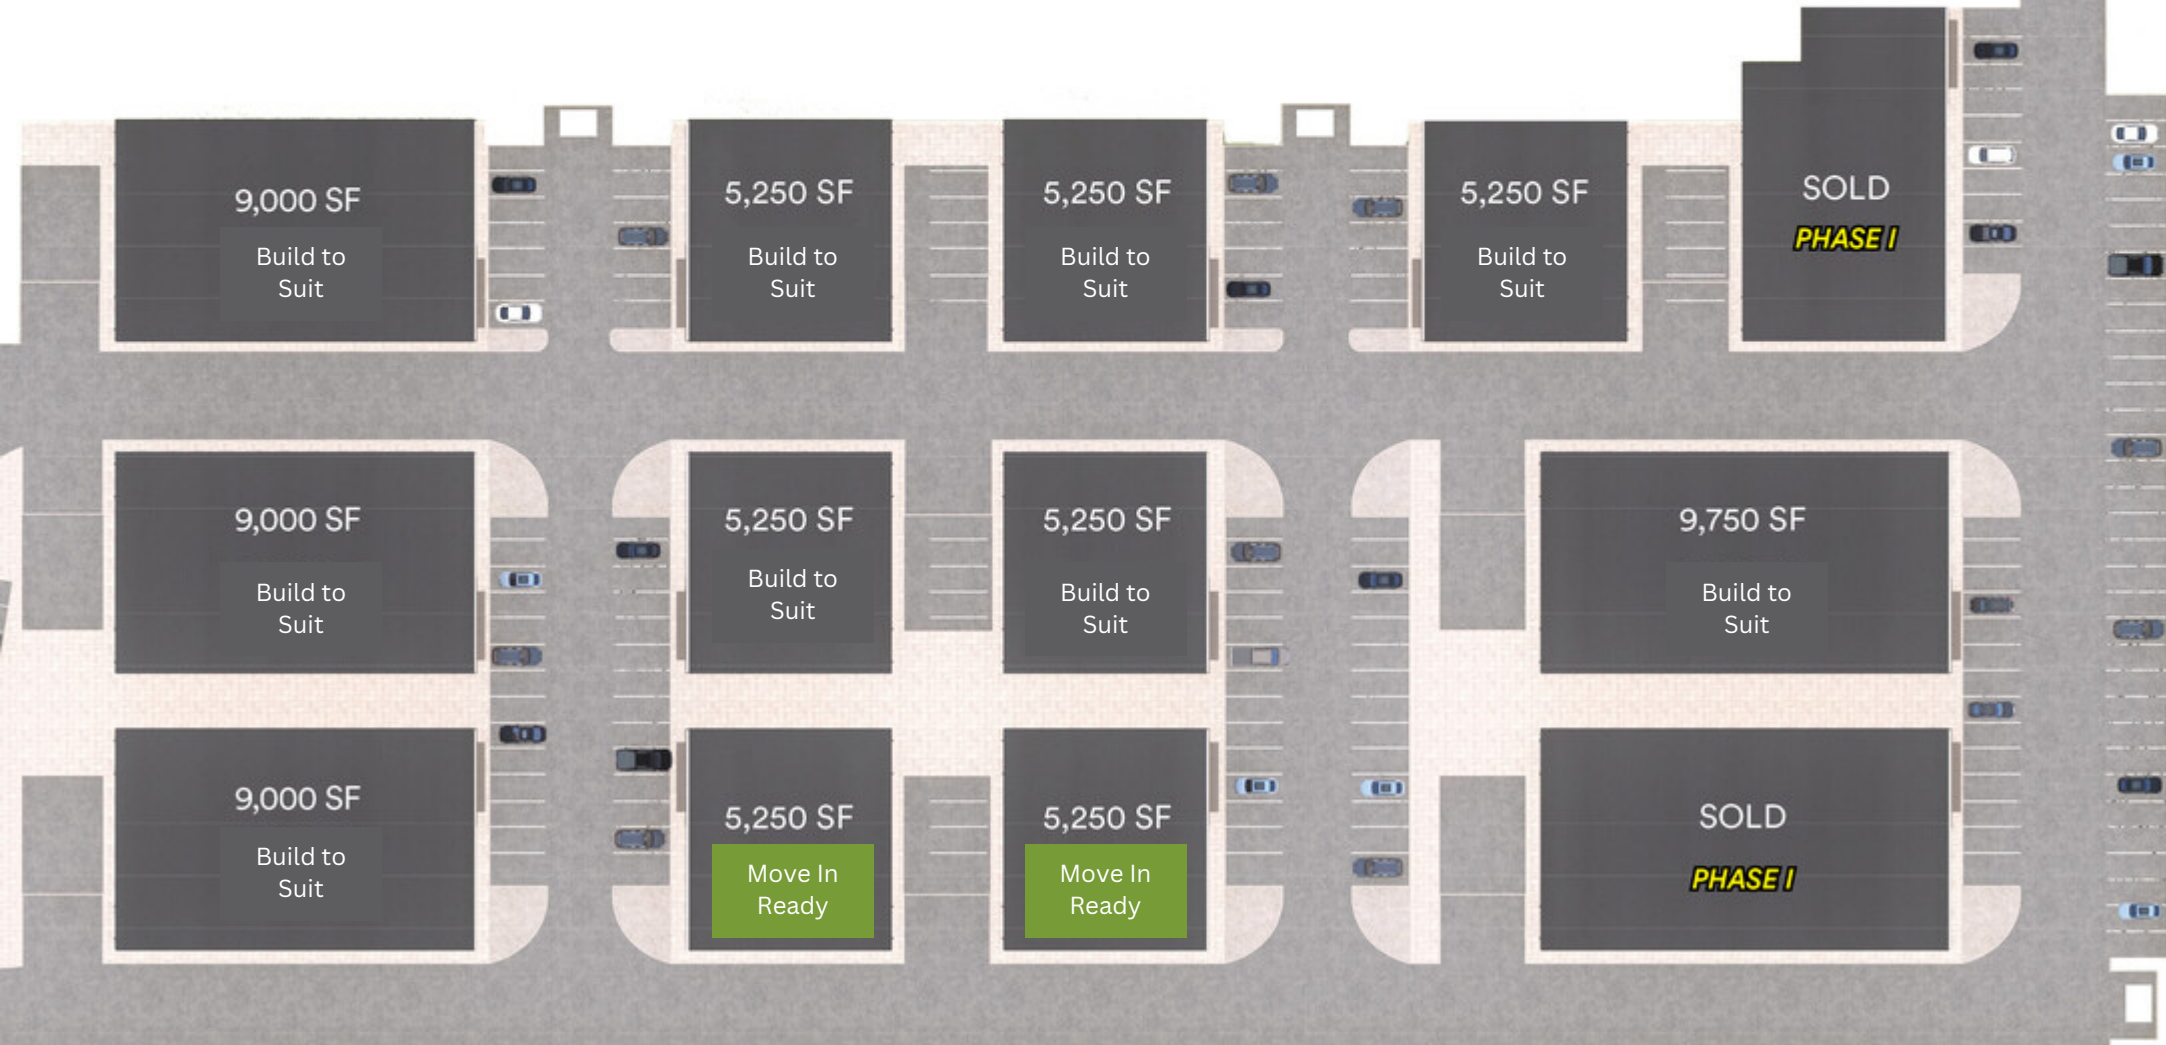 9,000 SF
Build to
Suit
5,250 SF
Build to
Suit
5,250 SF
Build to
Suit
5,250 SF
Build to
Suit
SOLD
PHASE I
9,000 SF
Build to
Suit
5,250 SF
Build to
Suit
5,250 SF
Build to
Suit
9,750 SF
Build to
Suit
9,000 SF
Build to
Suit
5,250 SF
Move In
Ready
5,250 SF
Move In
Ready
SOLD
PHASE I